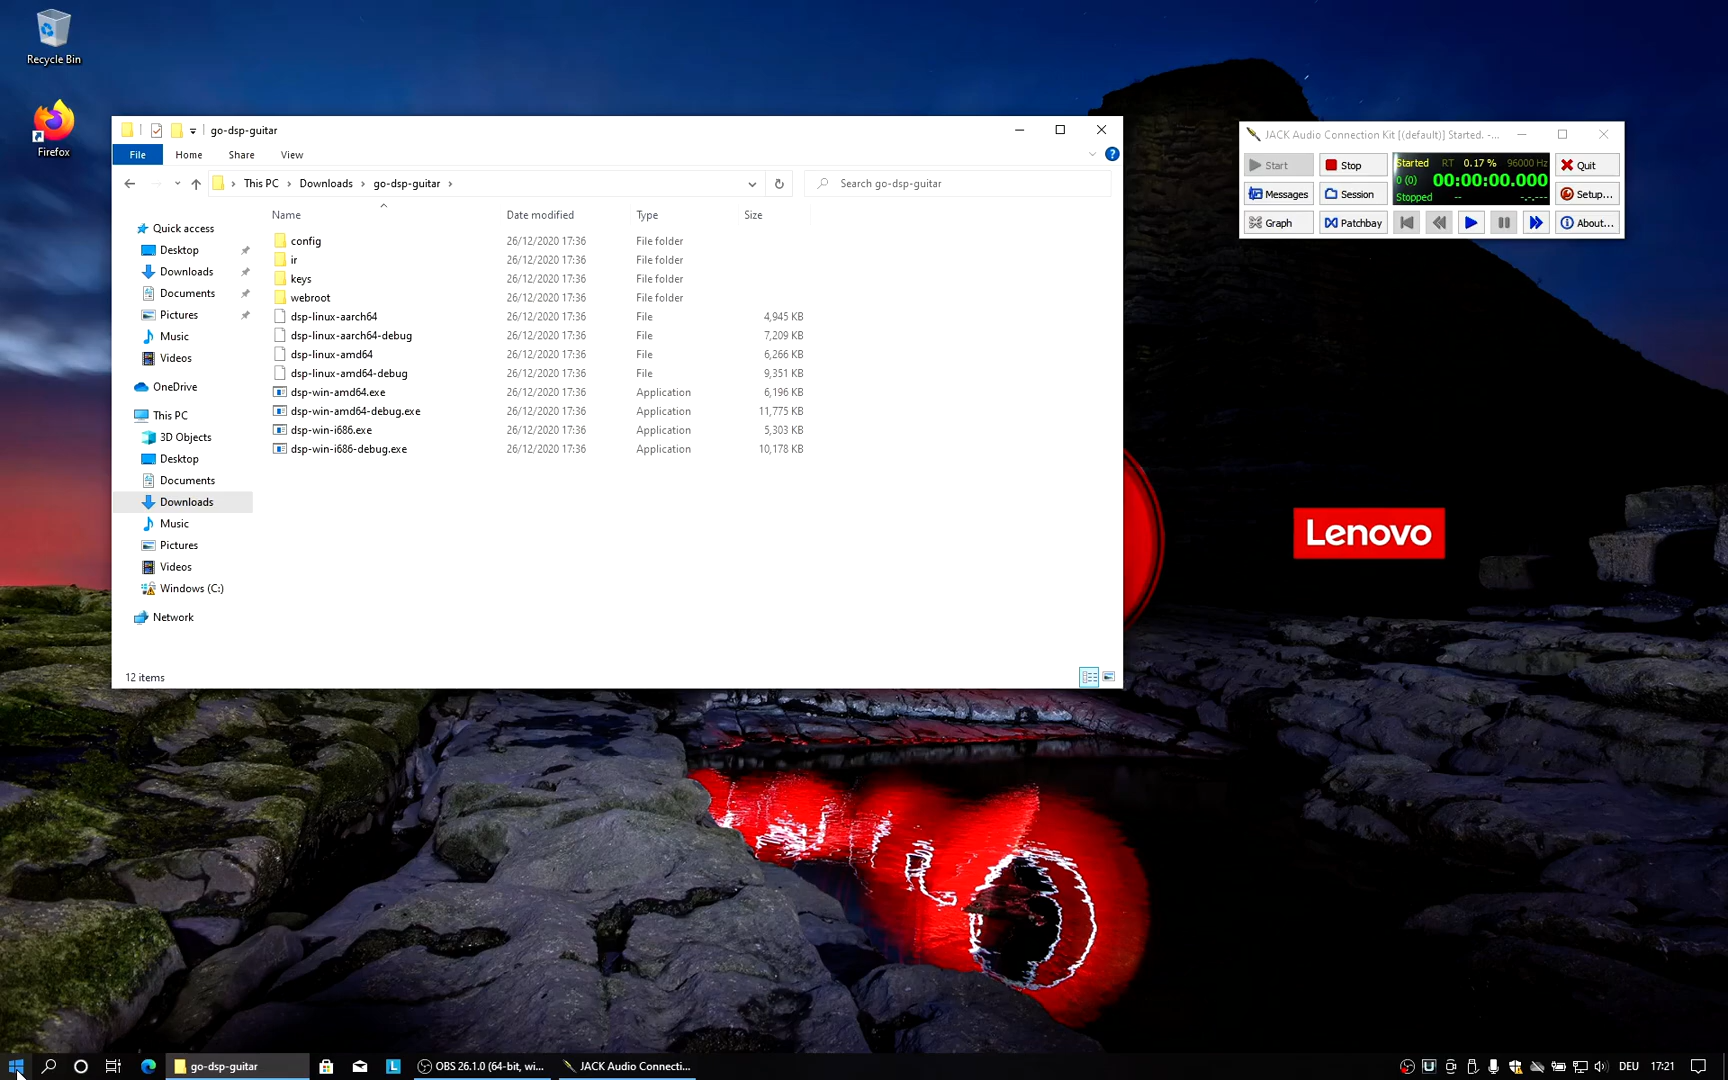 Recycle Bin
Firefox
go-dsp-guitar
File
Home
Share
View
This PC
Downloads
go-dsp-guitar
Search go-dsp-guitar
Name
Date modified
Type
Size
Quick access
Desktop
Downloads
Documents
Pictures
Music
Videos
OneDrive
This PC
3D Objects
Desktop
Documents
Downloads
Music
Pictures
Videos
Windows (C:)
Network
config 26/12/2020 17:36 File folder
ir 26/12/2020 17:36 File folder
keys 26/12/2020 17:36 File folder
webroot 26/12/2020 17:36 File folder
dsp-linux-aarch64 26/12/2020 17:36 File 4,945 KB
dsp-linux-aarch64-debug 26/12/2020 17:36 File 7,209 KB
dsp-linux-amd64 26/12/2020 17:36 File 6,266 KB
dsp-linux-amd64-debug 26/12/2020 17:36 File 9,351 KB
dsp-win-amd64.exe 26/12/2020 17:36 Application 6,196 KB
dsp-win-amd64-debug.exe 26/12/2020 17:36 Application 11,775 KB
dsp-win-i686.exe 26/12/2020 17:36 Application 5,303 KB
dsp-win-i686-debug.exe 26/12/2020 17:36 Application 10,178 KB
12 items
JACK Audio Connection Kit [(default)] Started. -...
Start
Stop
Started RT 0.17 % 96000 Hz
0 (0) 00:00:00.000
Stopped -- -.-.---
Quit
Messages
Session
Setup...
Graph
Patchbay
About...
Lenovo
go-dsp-guitar
L
OBS 26.1.0 (64-bit, wi...
JACK Audio Connecti...
DEU
17:21